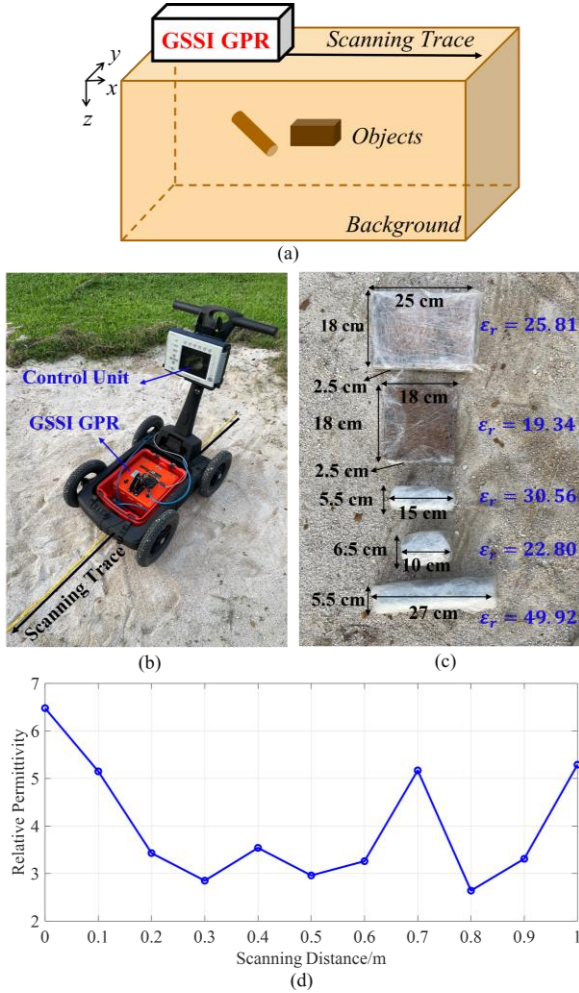 GSSI GPR
Scanning Trace
y
x
z
Objects
Background
(a)
Control Unit
GSSI GPR
Scanning Trace
(b)
25 cm
18 cm
εr = 25.81
2.5 cm
18 cm
18 cm
εr = 19.34
2.5 cm
5.5 cm
15 cm
εr = 30.56
6.5 cm
10 cm
εr = 22.80
5.5 cm
27 cm
εr = 49.92
(c)
7
6
5
4
3
2
Relative Permittivity
0 0.1 0.2 0.3 0.4 0.5 0.6 0.7 0.8 0.9 1
Scanning Distance/m
(d)